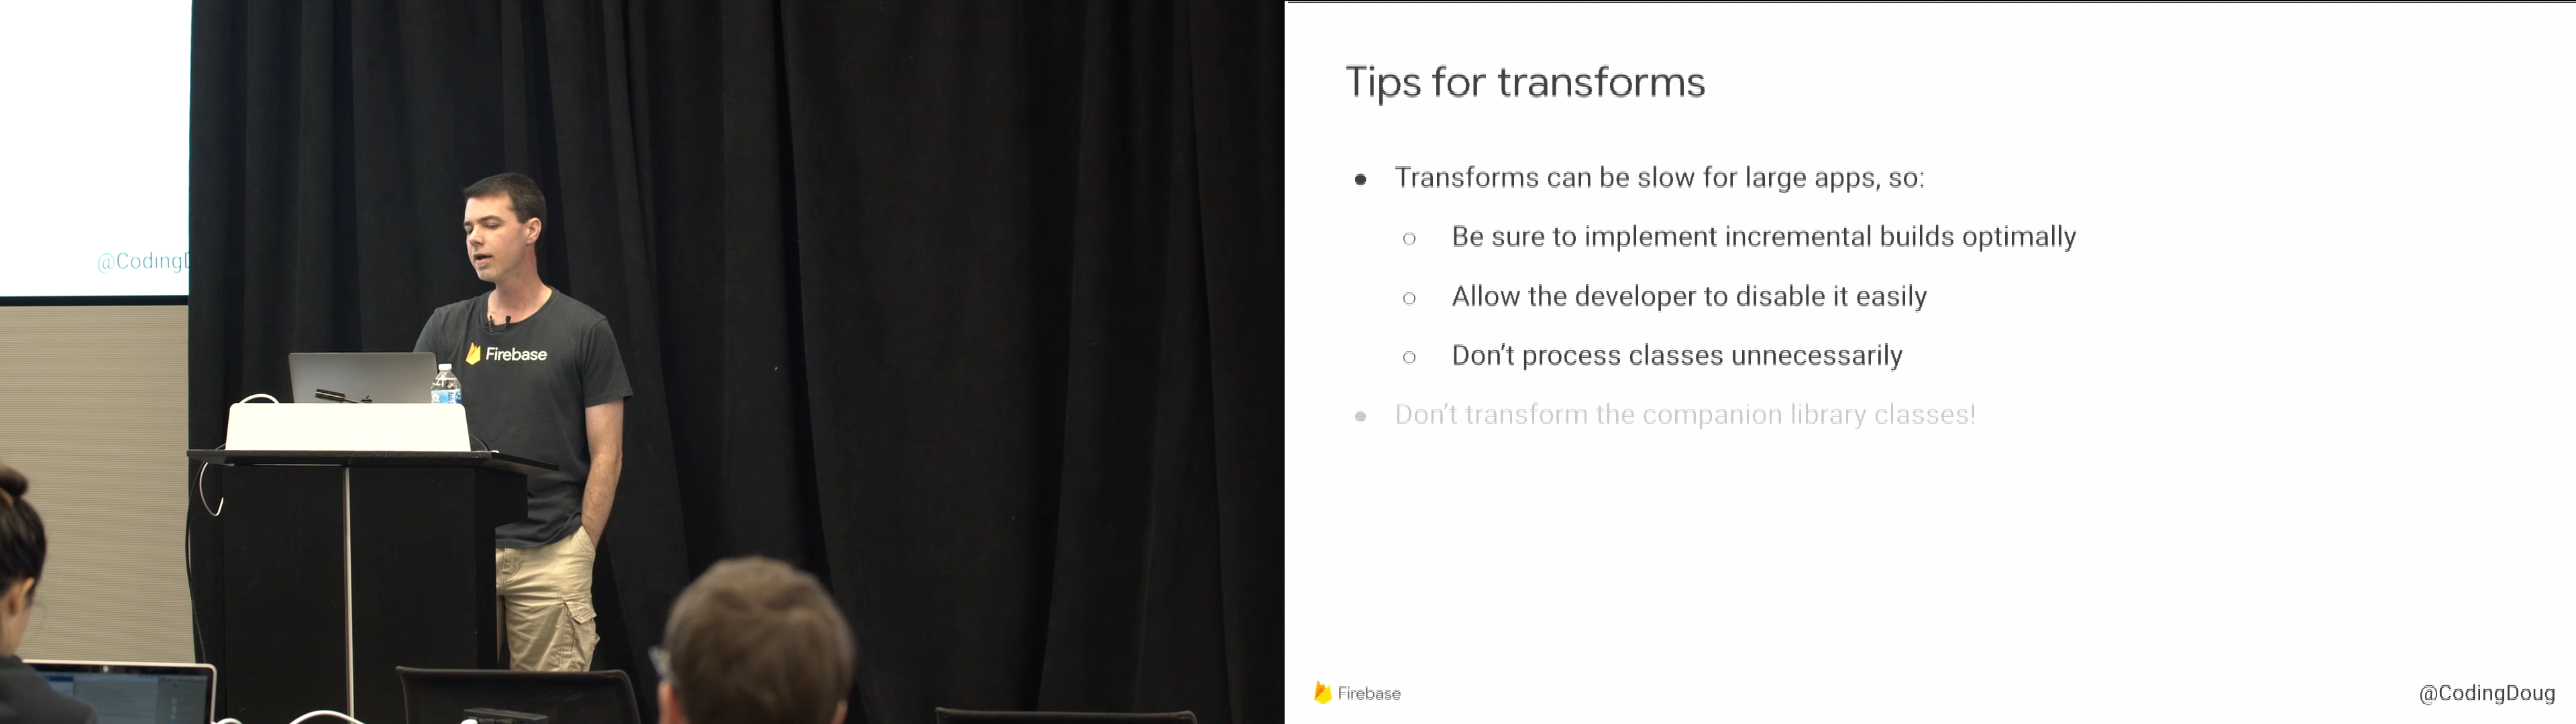 @CodingD
Firebase
Tips for transforms
● Transforms can be slow for large apps, so:
○ Be sure to implement incremental builds optimally
○ Allow the developer to disable it easily
○ Don’t process classes unnecessarily
● Don’t transform the companion library classes!
Firebase
@CodingDoug